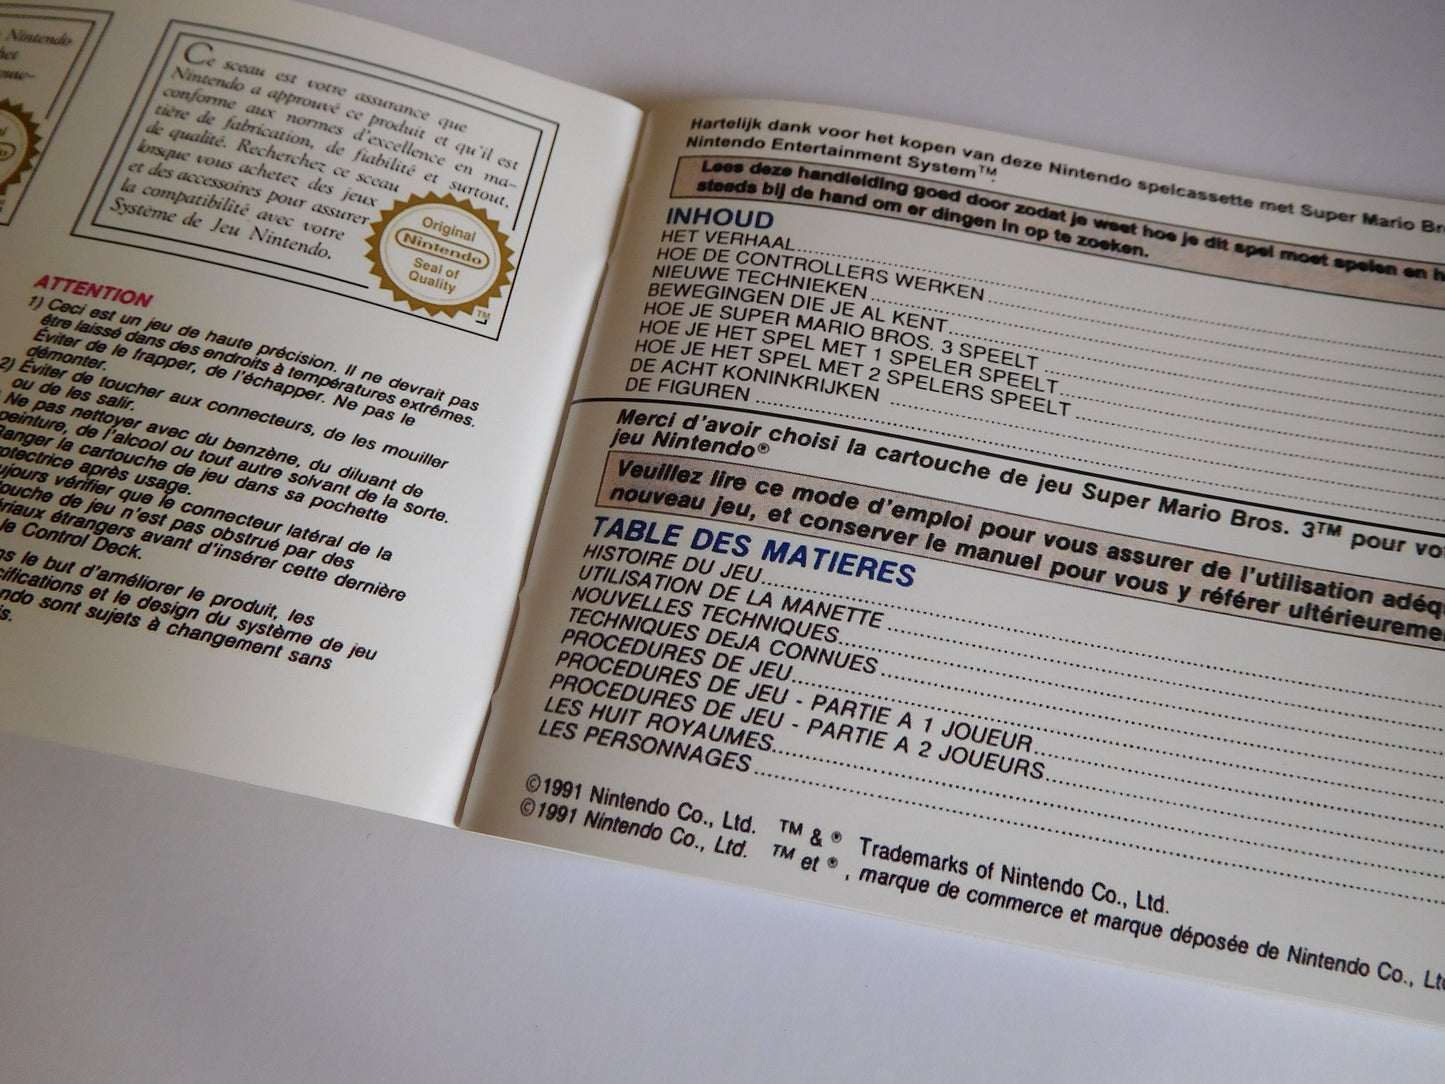 Nintendo
Ce sceau est votre assurance que
Nintendo a approuvé ce produit et qu'il est
conforme aux normes d'excellence en ma-
tière de fabrication, de fiabilité et surtout,
de qualité. Recherchez ce sceau
lorsque vous achetez des jeux
et des accessoires pour assurer
la compatibilité avec votre
Système de Jeu Nintendo.
Original
Nintendo
Seal of
Quality
TM
ATTENTION
1) Ceci est un jeu de haute précision. Il ne devrait pas
être laissé dans des endroits à températures extrêmes.
Éviter de le frapper, de l'échapper. Ne pas le
démonter.
2) Éviter de toucher aux connecteurs, de les mouiller
ou de les salir.
Ne pas nettoyer avec du benzène, du diluant de
peinture, de l'alcool ou tout autre solvant de la sorte.
Ranger la cartouche de jeu dans sa pochette
otectrice après usage.
ujours vérifier que le connecteur latéral de la
touche de jeu n'est pas obstrué par des
ériaux étrangers avant d'insérer cette dernière
le Control Deck.
ns le but d'améliorer le produit, les
cifications et le design du système de jeu
endo sont sujets à changement sans
is.
Hartelijk dank voor het kopen van deze Nintendo spelcassette met Super Mario Br
Nintendo Entertainment System™.
Lees deze handleiding goed door zodat je weet hoe je dit spel moet spelen en h
steeds bij de hand om er dingen in op te zoeken.
INHOUD
HET VERHAAL
HOE DE CONTROLLERS WERKEN
NIEUWE TECHNIEKEN
BEWEGINGEN DIE JE AL KENT
HOE JE SUPER MARIO BROS. 3 SPEELT
HOE JE HET SPEL MET 1 SPELER SPEELT
HOE JE HET SPEL MET 2 SPELERS SPEELT
DE ACHT KONINKRIJKEN
DE FIGUREN
Merci d'avoir choisi la cartouche de jeu Super Mario Bros. 3™ pour vo
jeu Nintendo®
Veuillez lire ce mode d'emploi pour vous assurer de l'utilisation adéq
nouveau jeu, et conserver le manuel pour vous y référer ultérieureme
TABLE DES MATIERES
HISTOIRE DU JEU
UTILISATION DE LA MANETTE
NOUVELLES TECHNIQUES
TECHNIQUES DEJA CONNUES
PROCEDURES DE JEU
PROCEDURES DE JEU - PARTIE A 1 JOUEUR
PROCEDURES DE JEU - PARTIE A 2 JOUEURS
LES HUIT ROYAUMES
LES PERSONNAGES
©1991 Nintendo Co., Ltd. TM & ® Trademarks of Nintendo Co., Ltd.
©1991 Nintendo Co., Ltd. TM et ®, marque de commerce et marque déposée de Nintendo Co., Ltd